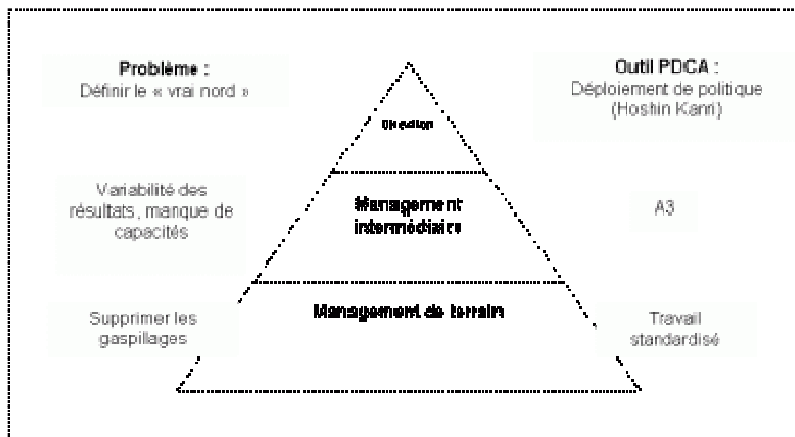 Problème :
Définir le « vrai nord »
Outil PDCA :
Déploiement de politique
(Hoshin Kanri)
Direction
Variabilité des
résultats, manque de
capacités
Management
intermédiaire
A3
Supprimer les
gaspillages
Management de terrain
Travail
standardisé